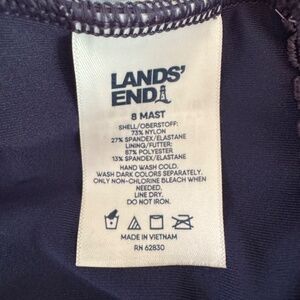 LANDS'
END
8 MAST
SHELL/OBERSTOFF:
73% NYLON
27% SPANDEX/ELASTANE
LINING/FUTTER:
87% POLYESTER
13% SPANDEX/ELASTANE
HAND WASH COLD.
WASH DARK COLORS SEPARATELY.
ONLY NON-CHLORINE BLEACH WHEN
NEEDED.
LINE DRY.
DO NOT IRON.
MADE IN VIETNAM
RN 62830